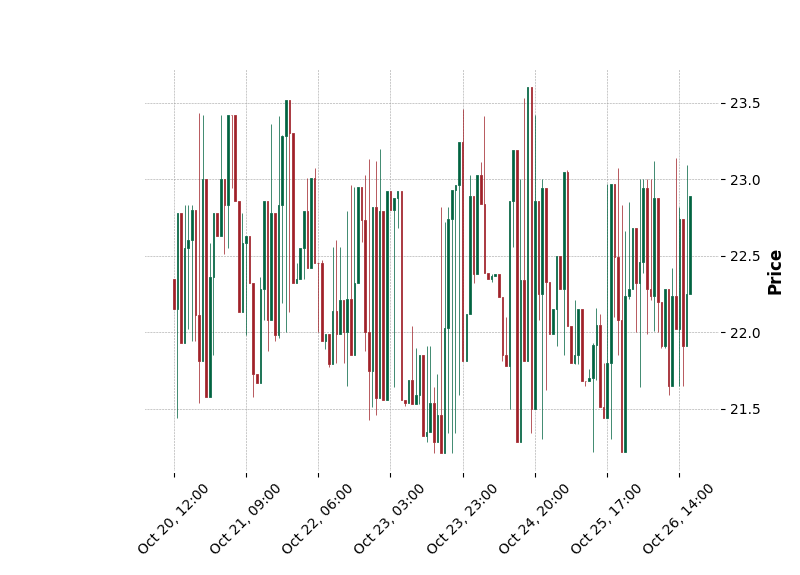 23.5
23.0
22.5
22.0
21.5
Price
Oct 20, 12:00
Oct 21, 09:00
Oct 22, 06:00
Oct 23, 03:00
Oct 23, 23:00
Oct 24, 20:00
Oct 25, 17:00
Oct 26, 14:00